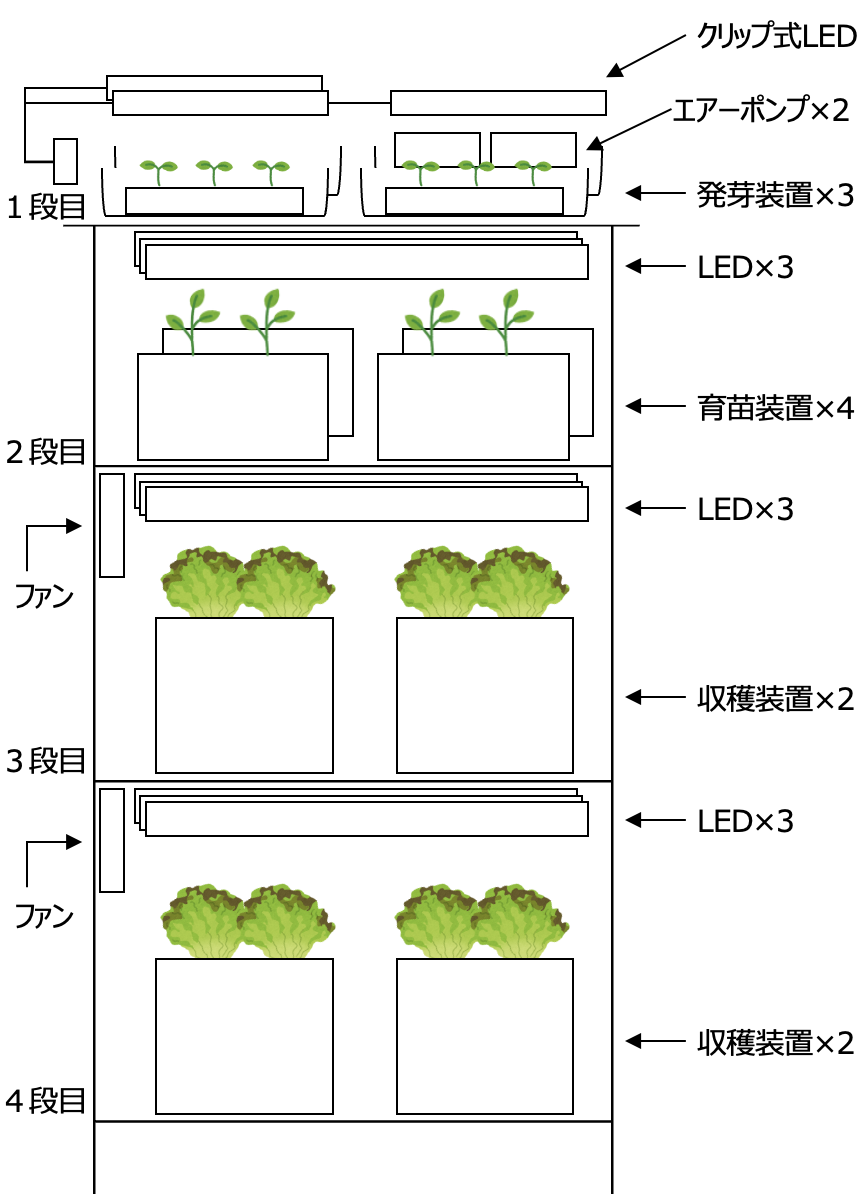 クリップ式LED
エアーポンプ×2
1段目
発芽装置×3
LED×3
育苗装置×4
2段目
LED×3
ファン
収穫装置×2
3段目
LED×3
ファン
収穫装置×2
4段目